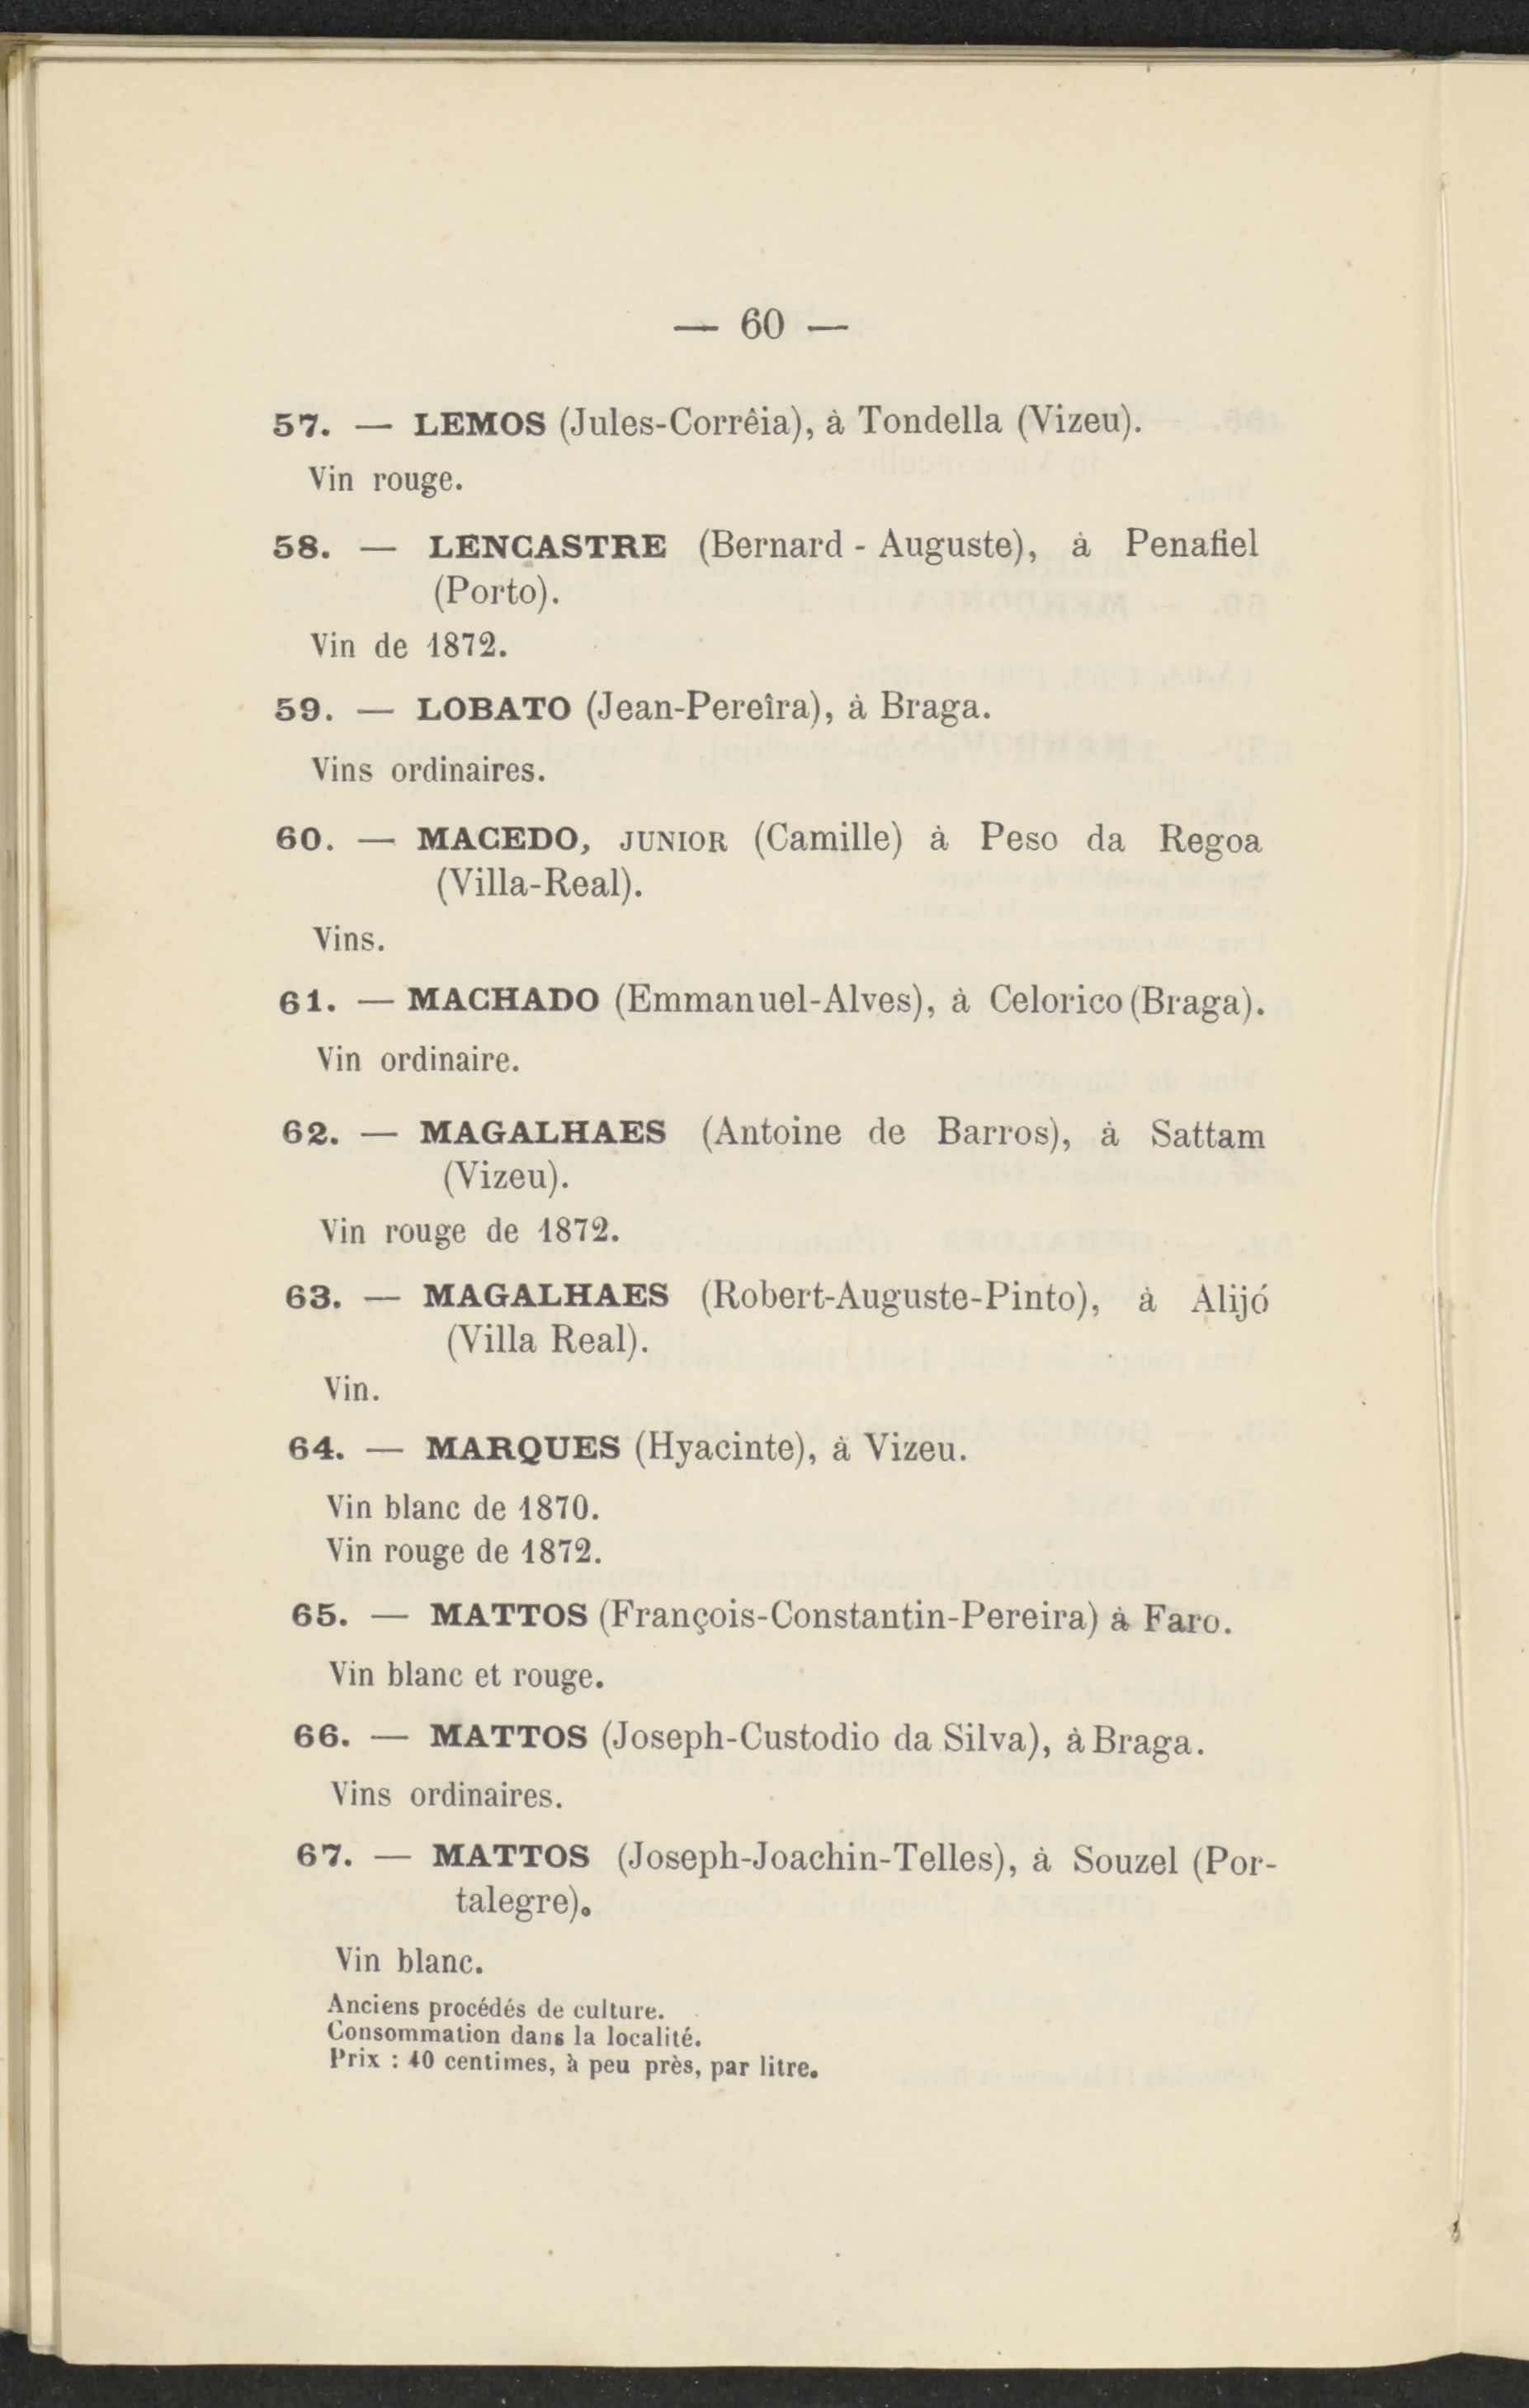 — 60 —
57. — LEMOS (Jules-Corrêia), à Tondella (Vizeu).
Vin rouge.
58. — LENCASTRE (Bernard - Auguste), à Penafiel
(Porto).
Vin de 1872.
59. — LOBATO (Jean-Pereîra), à Braga.
Vins ordinaires.
60. — MACEDO, JUNIOR (Camille) à Peso da Regoa
(Villa-Real).
Vins.
61. — MACHADO (Emmanuel-Alves), à Celorico (Braga).
Vin ordinaire.
62. — MAGALHAES (Antoine de Barros), à Sattam
(Vizeu).
Vin rouge de 1872.
63. — MAGALHAES (Robert-Auguste-Pinto), à Alijó
(Villa Real).
Vin.
64. — MARQUES (Hyacinte), à Vizeu.
Vin blanc de 1870.
Vin rouge de 1872.
65. — MATTOS (François-Constantin-Pereira) à Faro.
Vin blanc et rouge.
66. — MATTOS (Joseph-Custodio da Silva), à Braga.
Vins ordinaires.
67. — MATTOS (Joseph-Joachin-Telles), à Souzel (Por-
talegre).
Vin blanc.
Anciens procédés de culture.
Consommation dans la localité.
Prix : 40 centimes, à peu près, par litre.